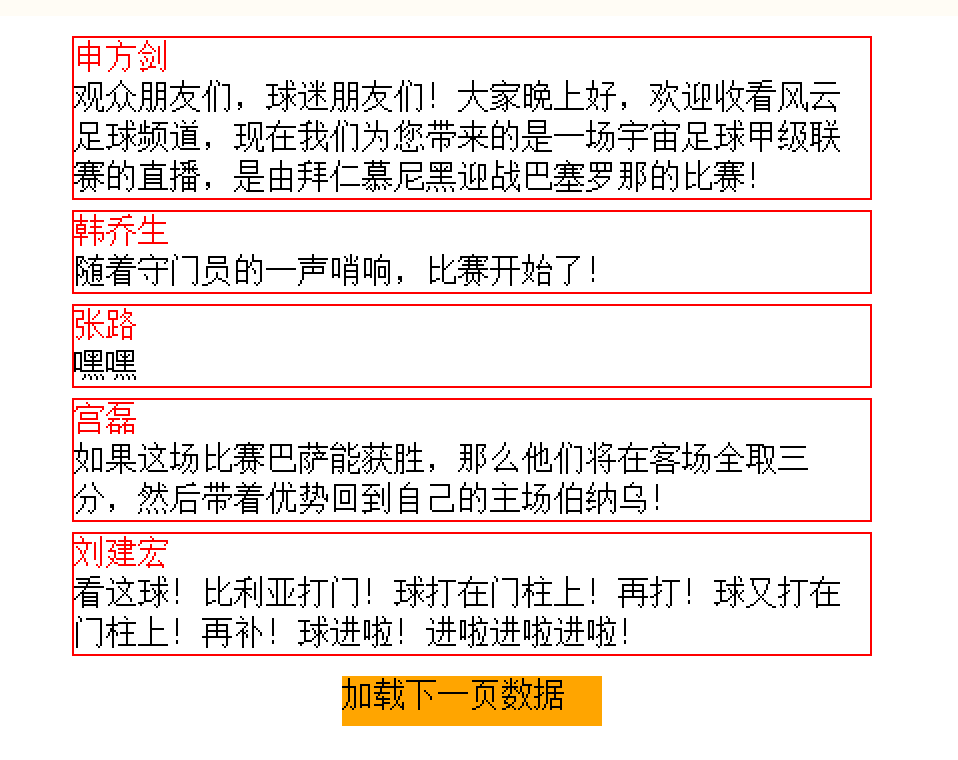 申方剑
观众朋友们，球迷朋友们！大家晚上好，欢迎收看风云
足球频道，现在我们为您带来的是一场宇宙足球甲级联
赛的直播，是由拜仁慕尼黑迎战巴塞罗那的比赛！
韩乔生
随着守门员的一声哨响，比赛开始了！
张路
嘿嘿
宫磊
如果这场比赛巴萨能获胜，那么他们将在客场全取三
分，然后带着优势回到自己的主场伯纳乌！
刘建宏
看这球！比利亚打门！球打在门柱上！再打！球又打在
门柱上！再补！球进啦！进啦进啦进啦！
加载下一页数据